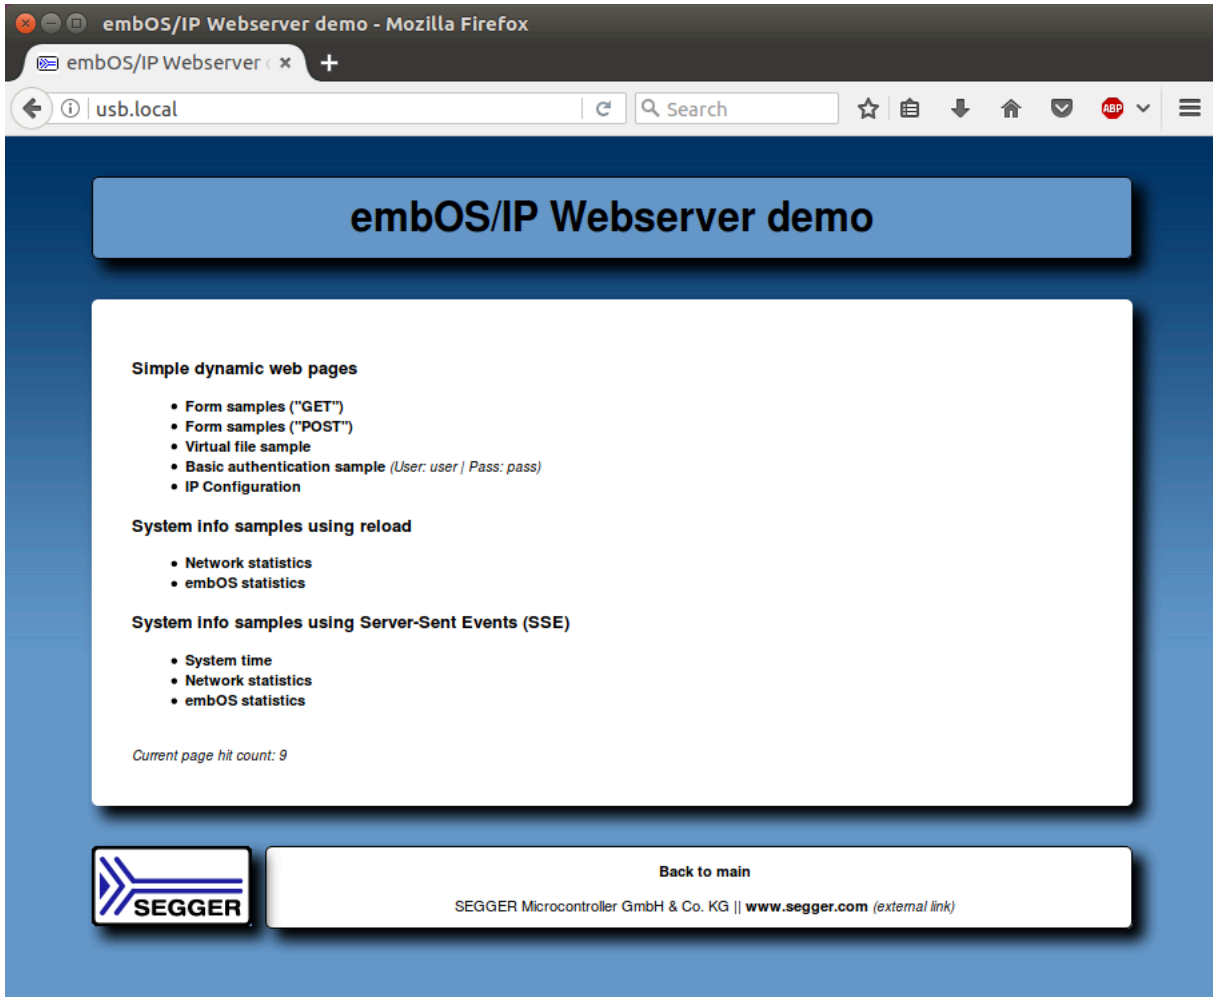 embOS/IP Webserver demo - Mozilla Firefox
embOS/IP Webserver
usb.local
Search
ABP
embOS/IP Webserver demo
Simple dynamic web pages
• Form samples ("GET")
• Form samples ("POST")
• Virtual file sample
• Basic authentication sample (User: user | Pass: pass)
• IP Configuration
System info samples using reload
• Network statistics
• embOS statistics
System info samples using Server-Sent Events (SSE)
• System time
• Network statistics
• embOS statistics
Current page hit count: 9
SEGGER
Back to main
SEGGER Microcontroller GmbH & Co. KG || www.segger.com (external link)